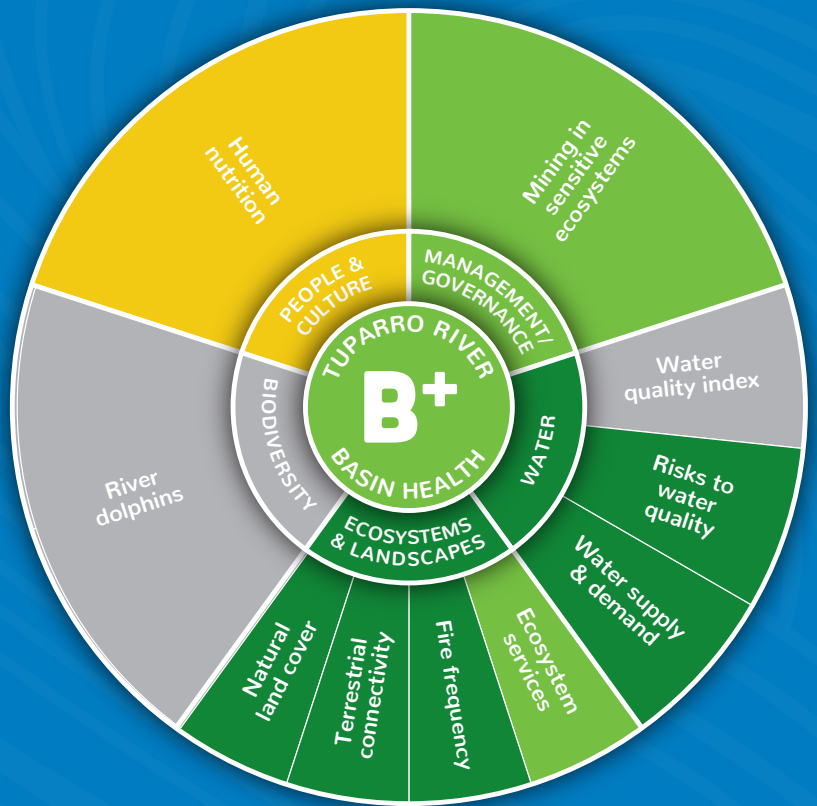 TUPARRO RIVER
B+
BASIN HEALTH
MANAGEMENT/
GOVERNANCE
Mining in
sensitive
ecosystems
WATER
Water
quality index
Risks to
water
quality
Water supply
& demand
ECOSYSTEMS
& LANDSCAPES
Ecosystem
services
Fire frequency
Terrestrial
connectivity
Natural
land cover
BIODIVERSITY
River
dolphins
PEOPLE &
CULTURE
Human
nutrition